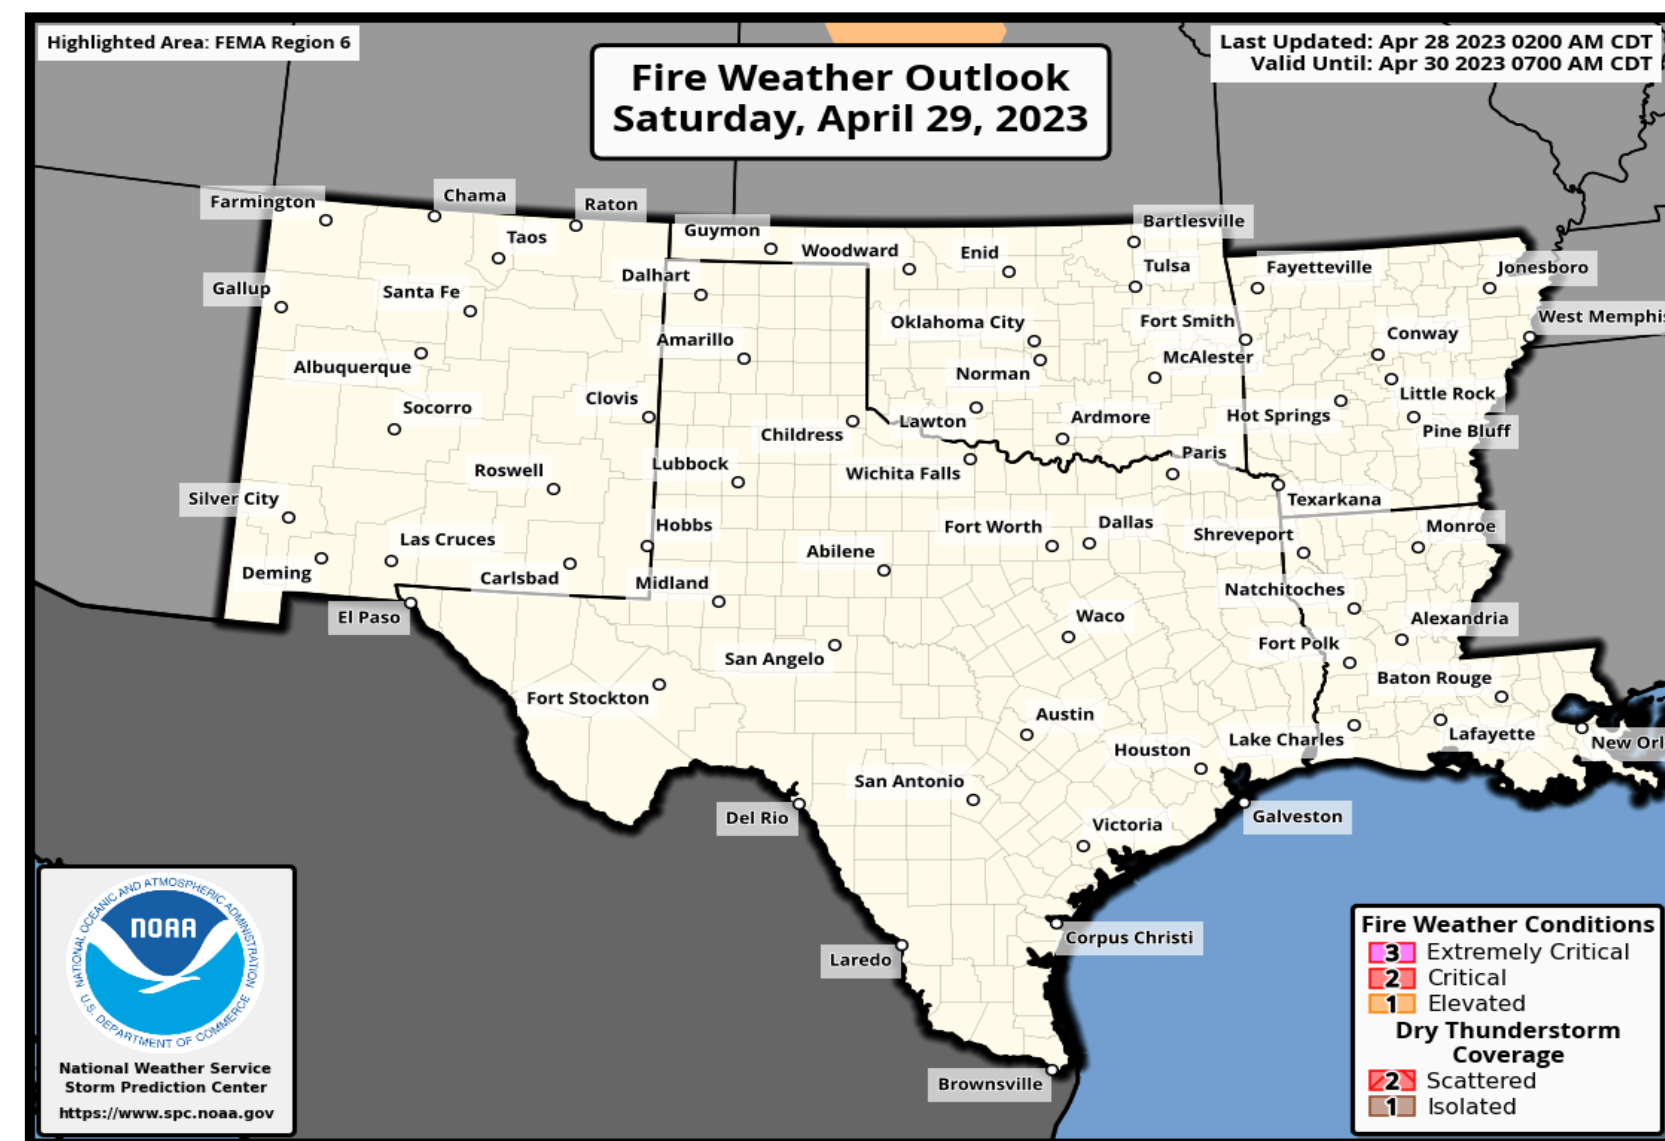 Highlighted Area: FEMA Region 6
Last Updated: Apr 28 2023 0200 AM CDT
Valid Until: Apr 30 2023 0700 AM CDT
Fire Weather Outlook
Saturday, April 29, 2023
Farmington
Chama
Raton
Taos
Guymon
Woodward
Enid
Bartlesville
Tulsa
Fayetteville
Jonesboro
Gallup
Santa Fe
Dalhart
Oklahoma City
Fort Smith
West Memphis
Albuquerque
Amarillo
Norman
McAlester
Conway
Socorro
Clovis
Childress
Lawton
Ardmore
Hot Springs
Little Rock
Pine Bluff
Roswell
Lubbock
Wichita Falls
Paris
Silver City
Texarkana
Las Cruces
Hobbs
Abilene
Fort Worth
Dallas
Shreveport
Monroe
Deming
Carlsbad
Midland
Natchitoches
El Paso
Waco
Alexandria
San Angelo
Fort Polk
Fort Stockton
Baton Rouge
Austin
Houston
Lake Charles
Lafayette
New Orl
San Antonio
Del Rio
Victoria
Galveston
Corpus Christi
Laredo
Brownsville
NATIONAL OCEANIC AND ATMOSPHERIC ADMINISTRATION
NOAA
U.S. DEPARTMENT OF COMMERCE
National Weather Service
Storm Prediction Center
https://www.spc.noaa.gov
Fire Weather Conditions
3 Extremely Critical
2 Critical
1 Elevated
Dry Thunderstorm
Coverage
2 Scattered
1 Isolated